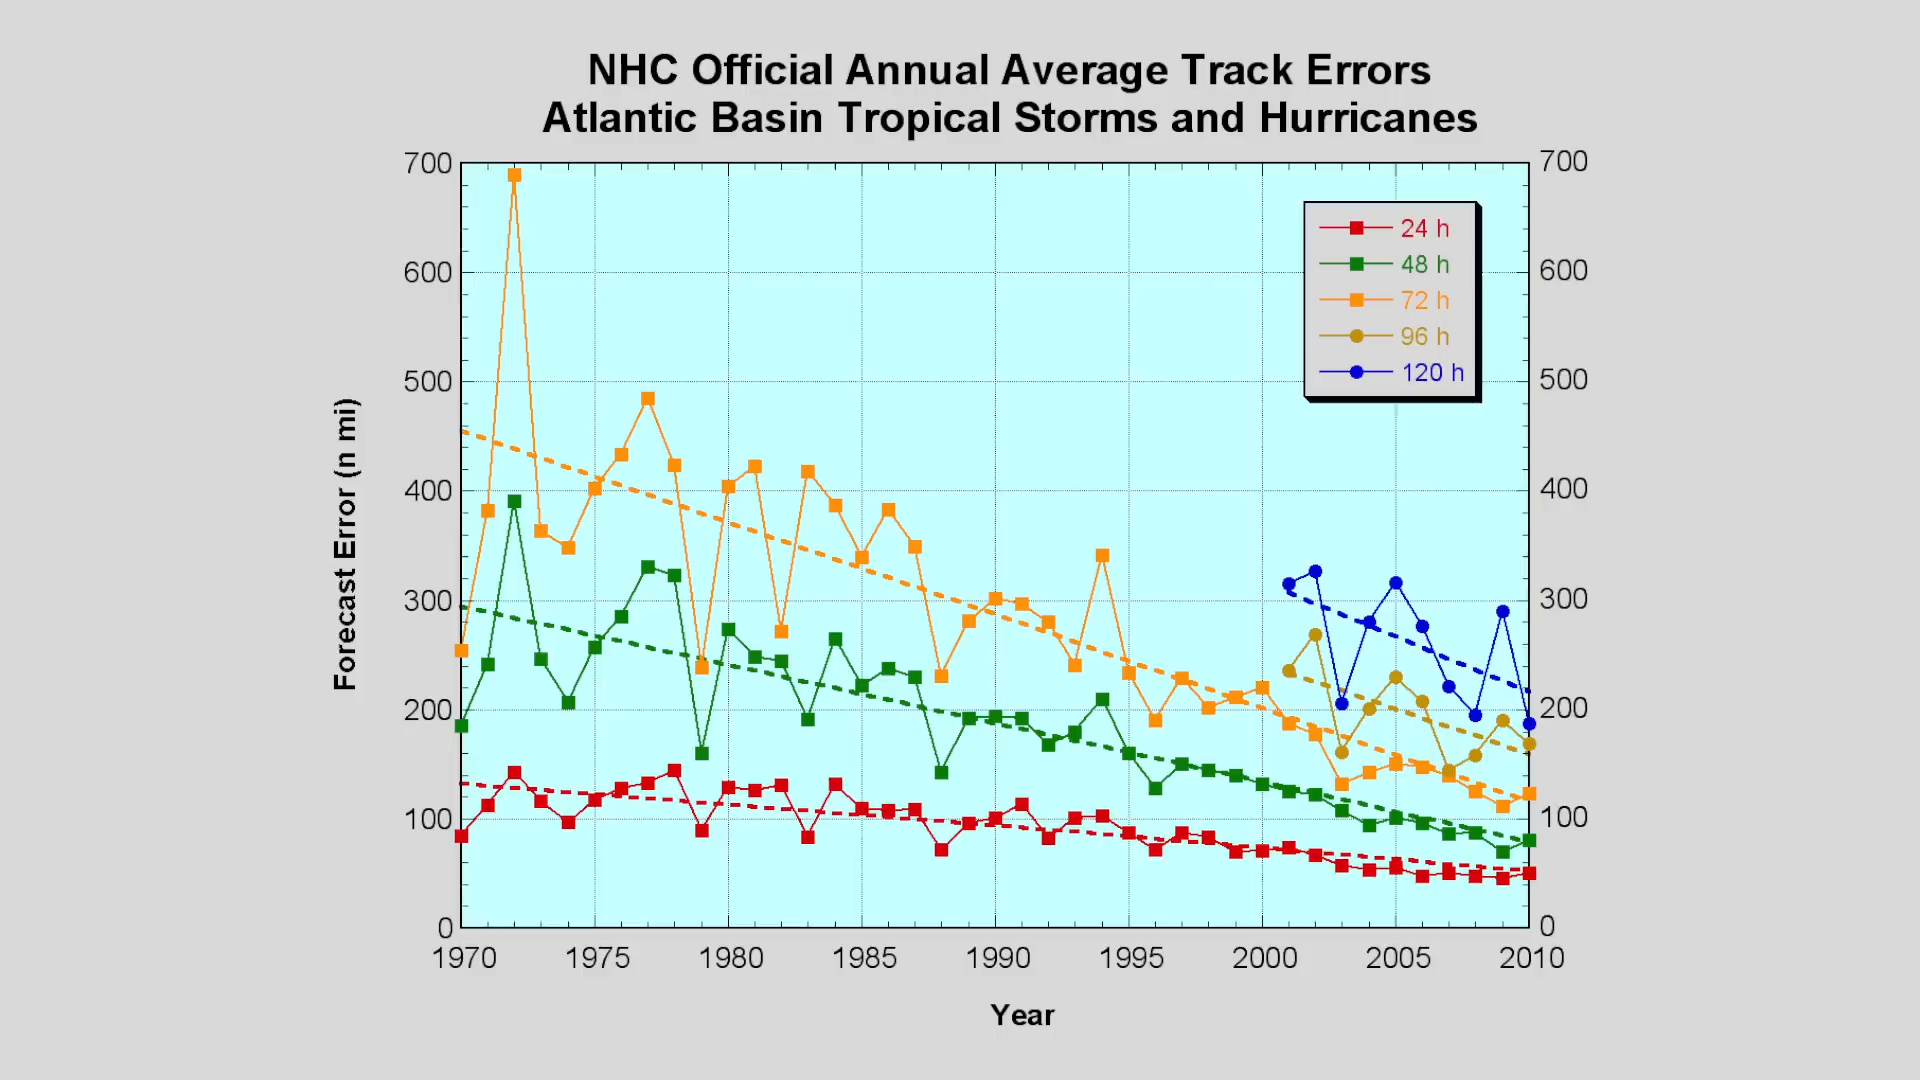 NHC Official Annual Average Track Errors
Atlantic Basin Tropical Storms and Hurricanes
700
600
500
400
300
200
100
0
Forecast Error (n mi)
24 h
48 h
72 h
96 h
120 h
700
600
500
400
300
200
100
0
1970 1975 1980 1985 1990 1995 2000 2005 2010
Year